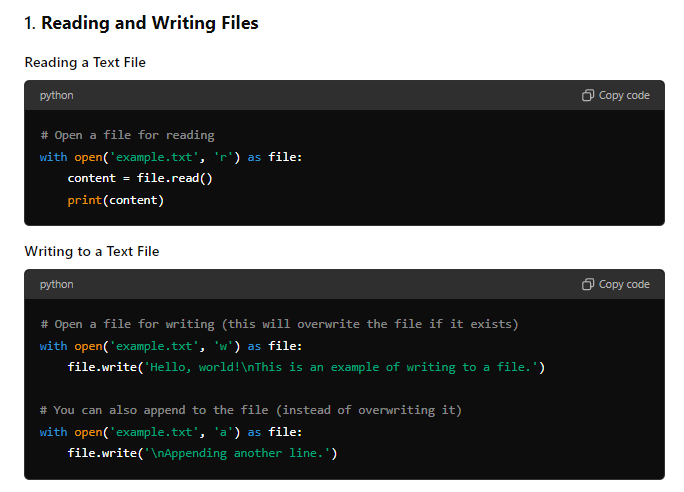 1. Reading and Writing Files
Reading a Text File
python
Copy code
# Open a file for reading
with open('example.txt', 'r') as file:
    content = file.read()
    print(content)
Writing to a Text File
python
Copy code
# Open a file for writing (this will overwrite the file if it exists)
with open('example.txt', 'w') as file:
    file.write('Hello, world!\nThis is an example of writing to a file.')
# You can also append to the file (instead of overwriting it)
with open('example.txt', 'a') as file:
    file.write('\nAppending another line.')